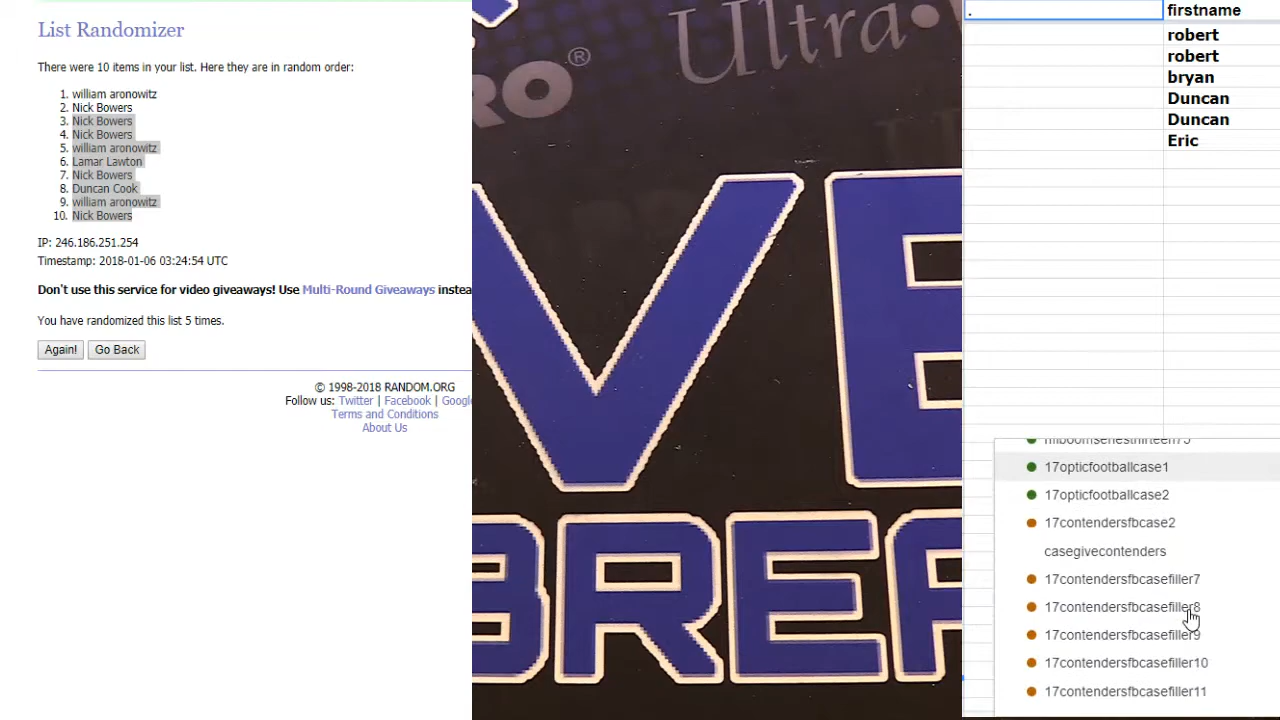 List Randomizer
There were 10 items in your list. Here they are in random order:
1. william aronowitz
2. Nick Bowers
3. Nick Bowers
4. Nick Bowers
5. william aronowitz
6. Lamar Lawton
7. Nick Bowers
8. Duncan Cook
9. william aronowitz
10. Nick Bowers
IP: 246.186.251.254
Timestamp: 2018-01-06 03:24:54 UTC
Don't use this service for video giveaways! Use Multi-Round Giveaways instea
You have randomized this list 5 times.
Again! Go Back
© 1998-2018 RANDOM.ORG
Follow us: Twitter | Facebook | Google
Terms and Conditions
About Us
Ultra•
RO®
VE
BREA
. firstname
robert
robert
bryan
Duncan
Duncan
Eric
17opticfootballcase1
17opticfootballcase2
17contendersfbcase2
casegivecontenders
17contendersfbcasefiller7
17contendersfbcasefiller8
17contendersfbcasefiller9
17contendersfbcasefiller10
17contendersfbcasefiller11